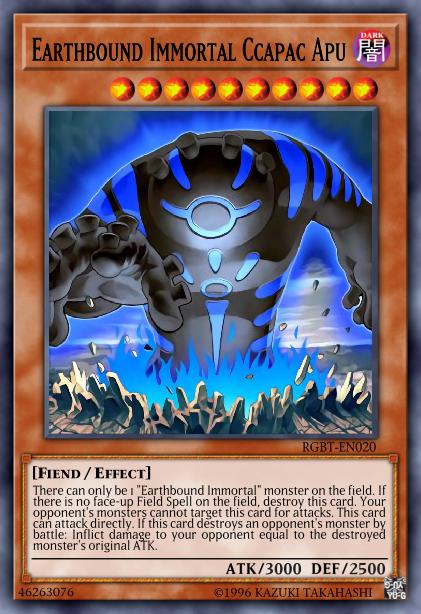 EARTHBOUND IMMORTAL CCAPAC APU
DARK
闇
RGBT-EN020
[FIEND / EFFECT]
There can only be 1 "Earthbound Immortal" monster on the field. If
there is no face-up Field Spell on the field, destroy this card. Your
opponent's monsters cannot target this card for attacks. This card
can attack directly. If this card destroys an opponent's monster by
battle: Inflict damage to your opponent equal to the destroyed
monster's original ATK.
ATK/3000 DEF/2500
46263076
©1996 KAZUKI TAKAHASHI